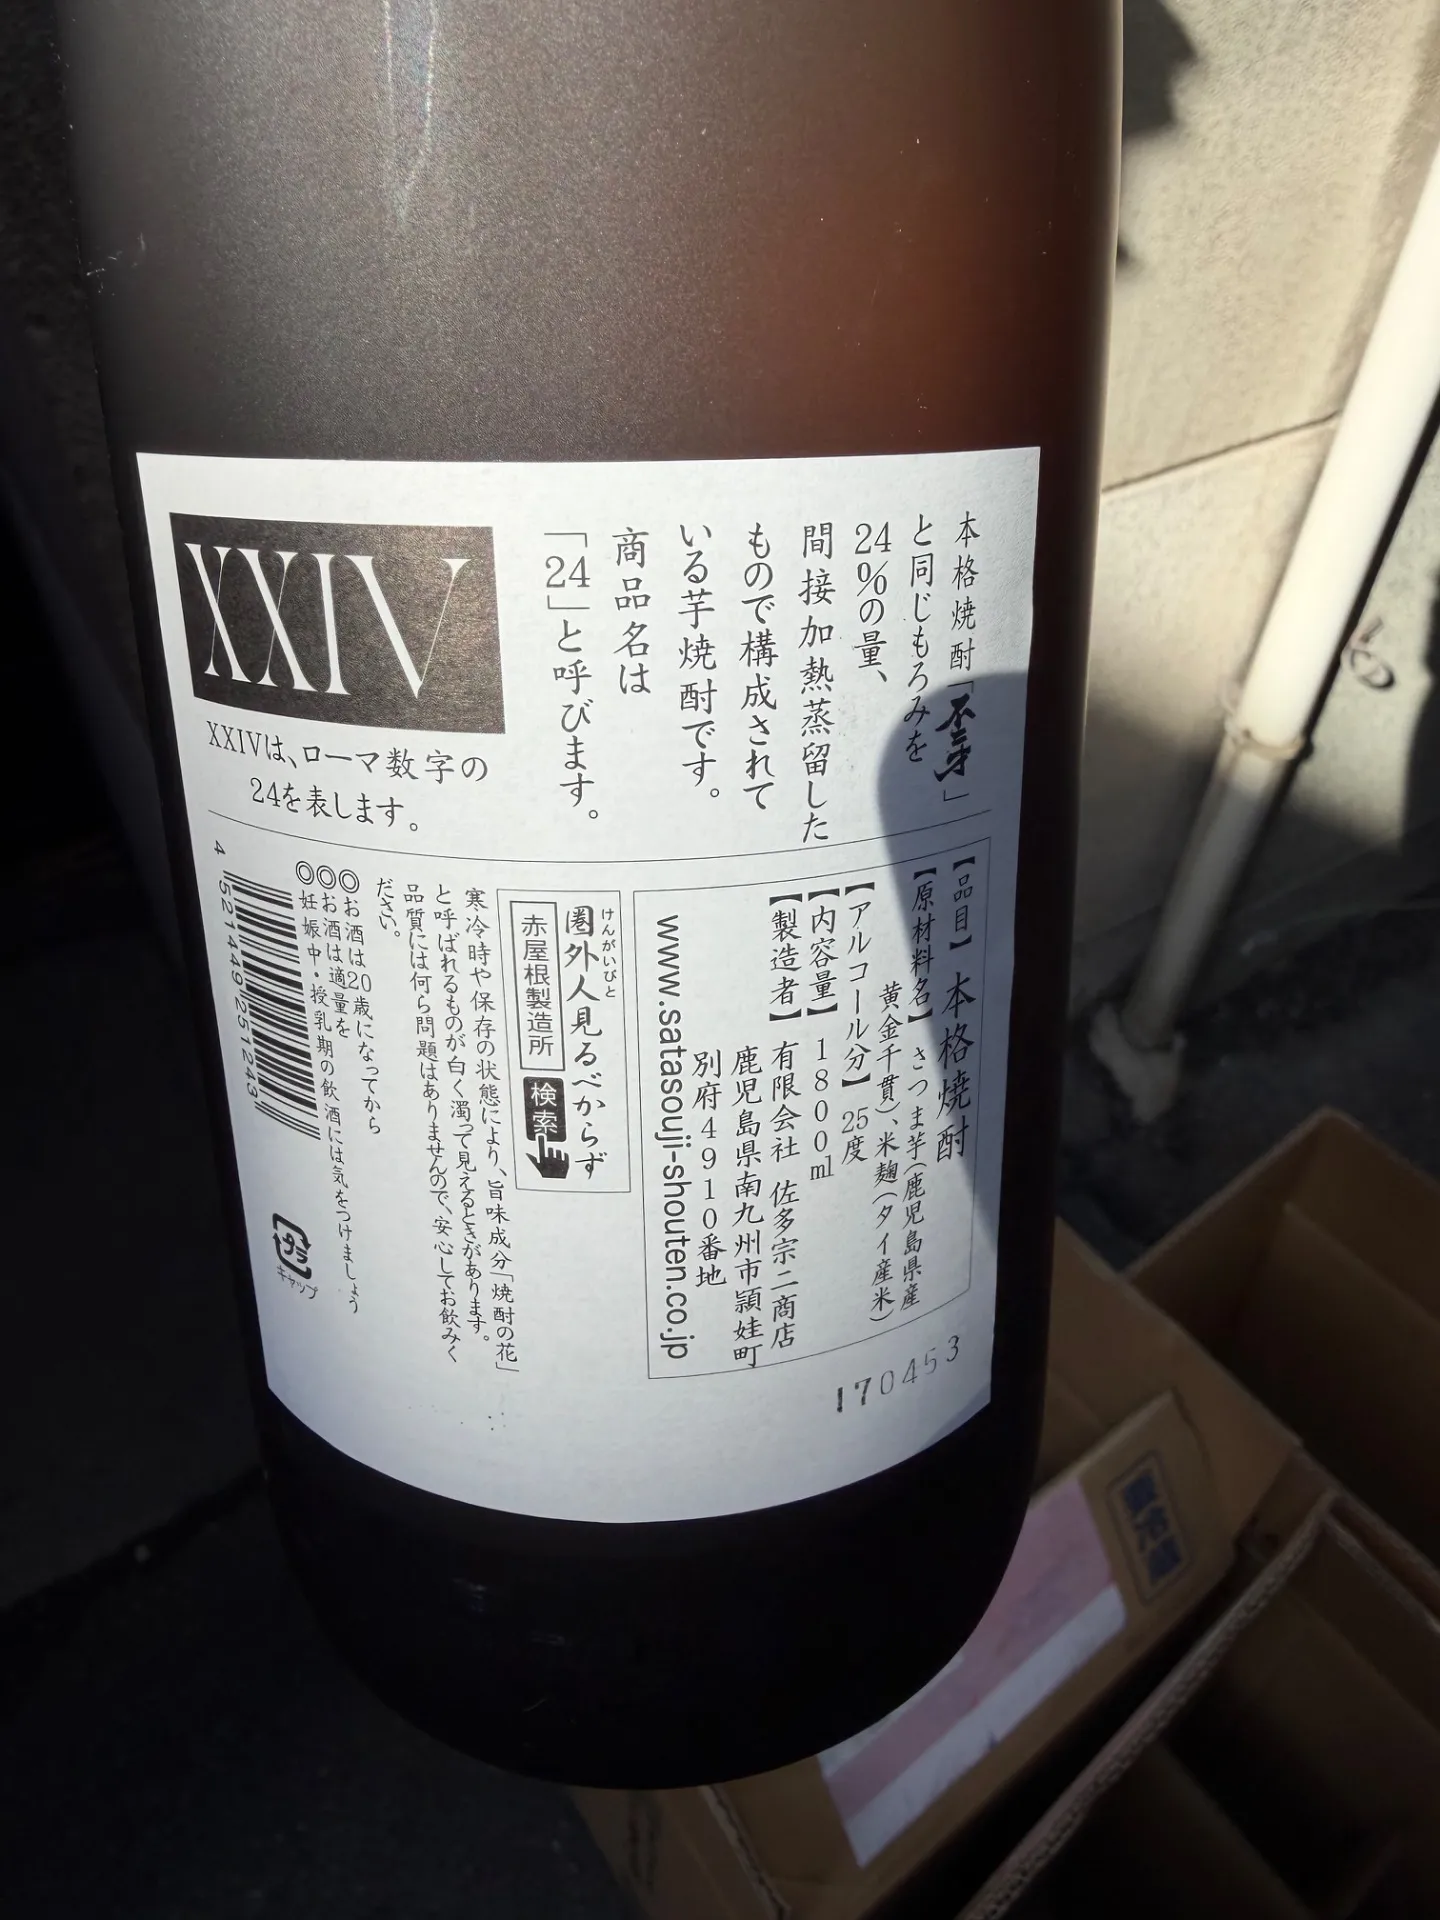 本格焼酎「不二才」
と同じもろみを
24%の量、
間接加熱蒸留した
もので構成されて
いる芋焼酎です。
商品名は
「24」と呼びます。
XXIV
XXIVは、ローマ数字の
24を表します。
【品目】 本格焼酎
【原材料名】 さつま芋(鹿児島県産
黄金千貫)、米麹(タイ産米)
【アルコール分】 25度
【内容量】 1800ml
【製造者】 有限会社 佐多宗二商店
鹿児島県南九州市頴娃町
別府4910番地
www.satasouji-shouten.co.jp
けんがいびと
圏外人見るべからず
赤屋根製造所 検索
寒冷時や保存の状態により、旨味成分「焼酎の花」
と呼ばれるものが白く濁って見えるときがあります。
品質には何ら問題はありませんので、安心してお飲みく
ださい。
◎お酒は20歳になってから
◎お酒は適量を
◎妊娠中・授乳期の飲酒には気をつけましょう
4 521449 251243
タラ
キャップ
170453